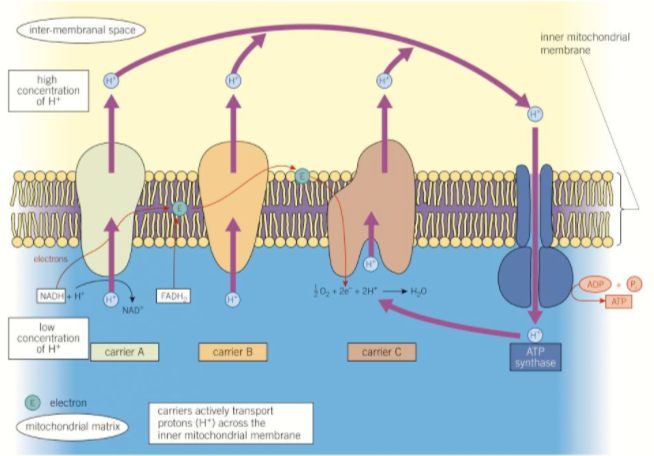 inter-membranal space
inner mitochondrial
membrane
high
concentration
of H⁺
H⁺
H⁺
H⁺
H⁺
E
E
electrons
NADH + H⁺
NAD⁺
FADH₂
H⁺
H⁺
H⁺
½O₂ + 2e⁻ + 2H⁺ → H₂O
ADP + Pᵢ
ATP
H⁺
low
concentration
of H⁺
carrier A
carrier B
carrier C
ATP
synthase
E electron
mitochondrial matrix
carriers actively transport
protons (H⁺) across the
inner mitochondrial membrane